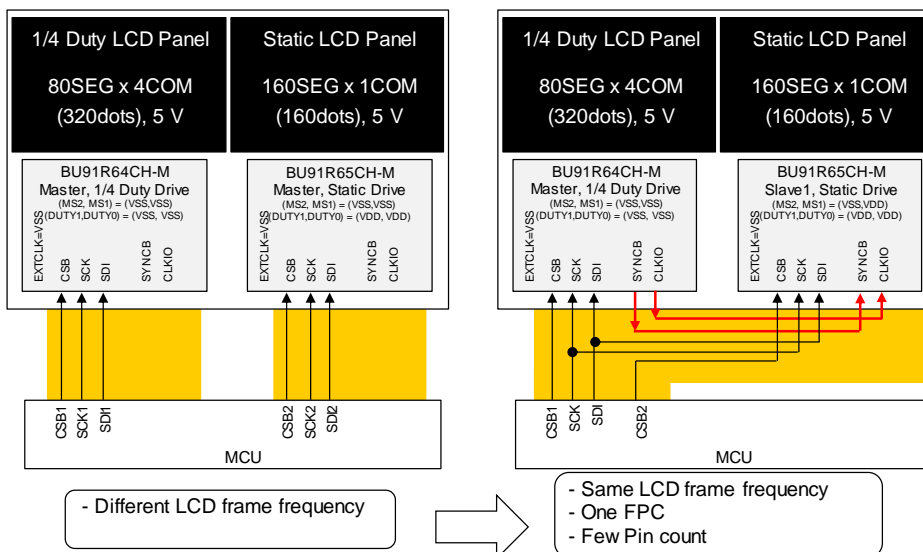 1/4 Duty LCD Panel
80SEG x 4COM
(320dots), 5 V
Static LCD Panel
160SEG x 1COM
(160dots), 5 V
BU91R64CH-M
Master, 1/4 Duty Drive
(MS2, MS1) = (VSS,VSS)
(DUTY1,DUTY0) = (VSS, VSS)
EXTCLK=VSS
CSB
SCK
SDI
SYNCB
CLKIO
BU91R65CH-M
Master, Static Drive
(MS2, MS1) = (VSS,VSS)
(DUTY1,DUTY0) = (VDD, VDD)
EXTCLK=VSS
CSB
SCK
SDI
SYNCB
CLKIO
CSB1
SCK1
SDI1
CSB2
SCK2
SDI2
MCU
- Different LCD frame frequency
1/4 Duty LCD Panel
80SEG x 4COM
(320dots), 5 V
Static LCD Panel
160SEG x 1COM
(160dots), 5 V
BU91R64CH-M
Master, 1/4 Duty Drive
(MS2, MS1) = (VSS,VSS)
(DUTY1,DUTY0) = (VSS, VSS)
EXTCLK=VSS
CSB
SCK
SDI
SYNCB
CLKIO
BU91R65CH-M
Slave1, Static Drive
(MS2, MS1) = (VSS,VDD)
(DUTY1,DUTY0) = (VDD, VDD)
EXTCLK=VSS
CSB
SCK
SDI
SYNCB
CLKIO
CSB1
SCK
SDI
CSB2
MCU
- Same LCD frame frequency
- One FPC
- Few Pin count